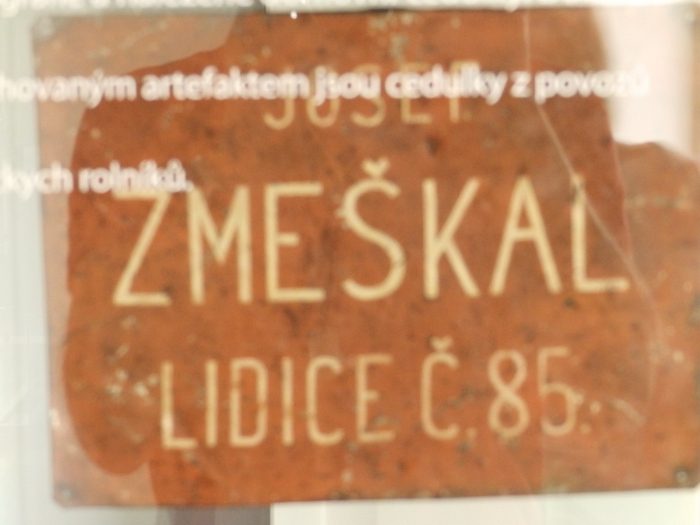 hovaným artefaktem jsou cedulky z povozů
JOSEF
kých rolníků.
ZMEŠKAL
LIDICE Č. 85.